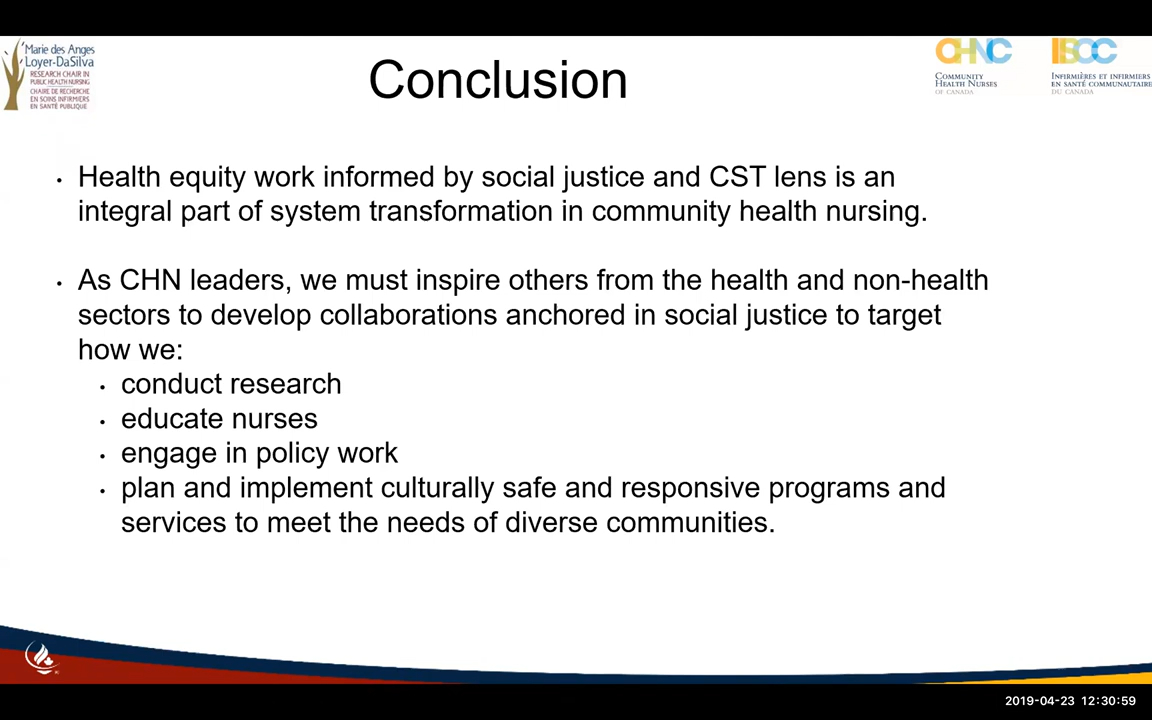 Marie des Anges
Loyer-DaSilva
RESEARCH CHAIR IN
PUBLIC HEALTH NURSING
CHAIRE DE RECHERCHE
EN SOINS INFIRMIERS
EN SANTÉ PUBLIQUE
Conclusion
CHNC
COMMUNITY
HEALTH NURSES
OF CANADA
IISCC
INFIRMIÈRES ET INFIRMIERS
EN SANTÉ COMMUNAUTAIRE
DU CANADA
• Health equity work informed by social justice and CST lens is an
integral part of system transformation in community health nursing.
• As CHN leaders, we must inspire others from the health and non-health
sectors to develop collaborations anchored in social justice to target
how we:
• conduct research
• educate nurses
• engage in policy work
• plan and implement culturally safe and responsive programs and
services to meet the needs of diverse communities.
2019-04-23 12:30:59